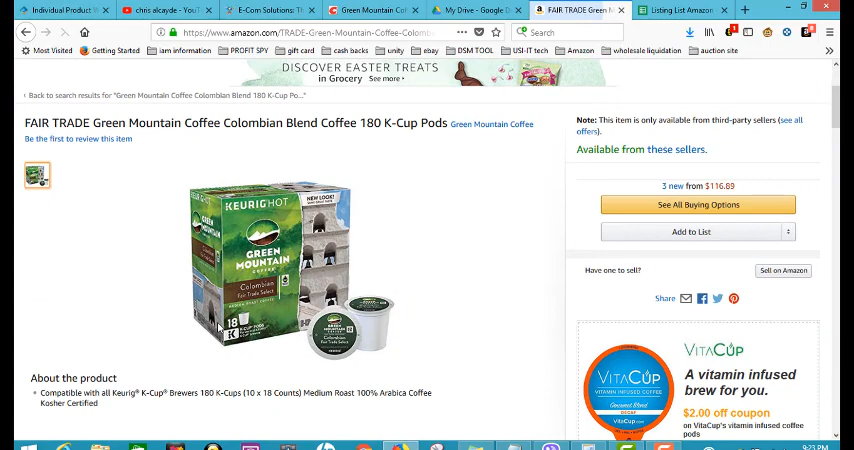 Individual Product W
chris alcayde - YouT
E-Com Solutions: Th
Green Mountain Cof
My Drive - Google D
FAIR TRADE Green M
Listing List Amazon
https://www.amazon.com/TRADE-Green-Mountain-Coffee-Colomb
Search
Most Visited
Getting Started
iam information
PROFIT SPY
gift card
cash backs
unity
ebay
DSM TOOL
USI-IT tech
Amazon
wholesale liquidation
auction site
DISCOVER EASTER TREATS
in Grocery See more ›
‹ Back to search results for "Green Mountain Coffee Colombian Blend 180 K-Cup Po..."
FAIR TRADE Green Mountain Coffee Colombian Blend Coffee 180 K-Cup Pods Green Mountain Coffee
Be the first to review this item
KEURIG HOT
NEW LOOK!
GREEN
MOUNTAIN
COFFEE
Colombian
Fair Trade Select
18
K-CUP PODS
About the product
Compatible with all Keurig® K-Cup® Brewers 180 K-Cups (10 x 18 Counts) Medium Roast 100% Arabica Coffee
Kosher Certified
Note: This item is only available from third-party sellers (see all
offers).
Available from these sellers.
3 new from $116.89
See All Buying Options
Add to List
Have one to sell?
Sell on Amazon
Share
VITACUP
VITACUP
VITAMIN INFUSED
Gourmet Blend
DECAF
VitaCup.com
A vitamin infused
brew for you.
$2.00 off coupon
on VitaCup's vitamin infused coffee
pods
9:23 PM